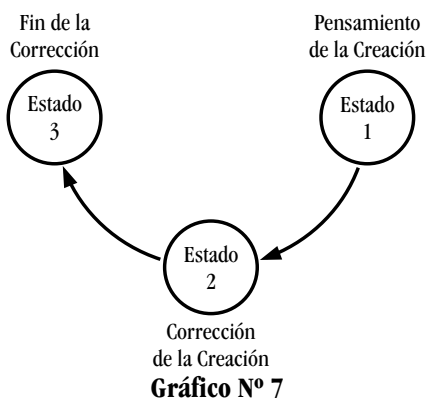 Fin de la
Corrección
Estado
3
Pensamiento
de la Creación
Estado
1
Estado
2
Corrección
de la Creación
Gráfico Nº 7